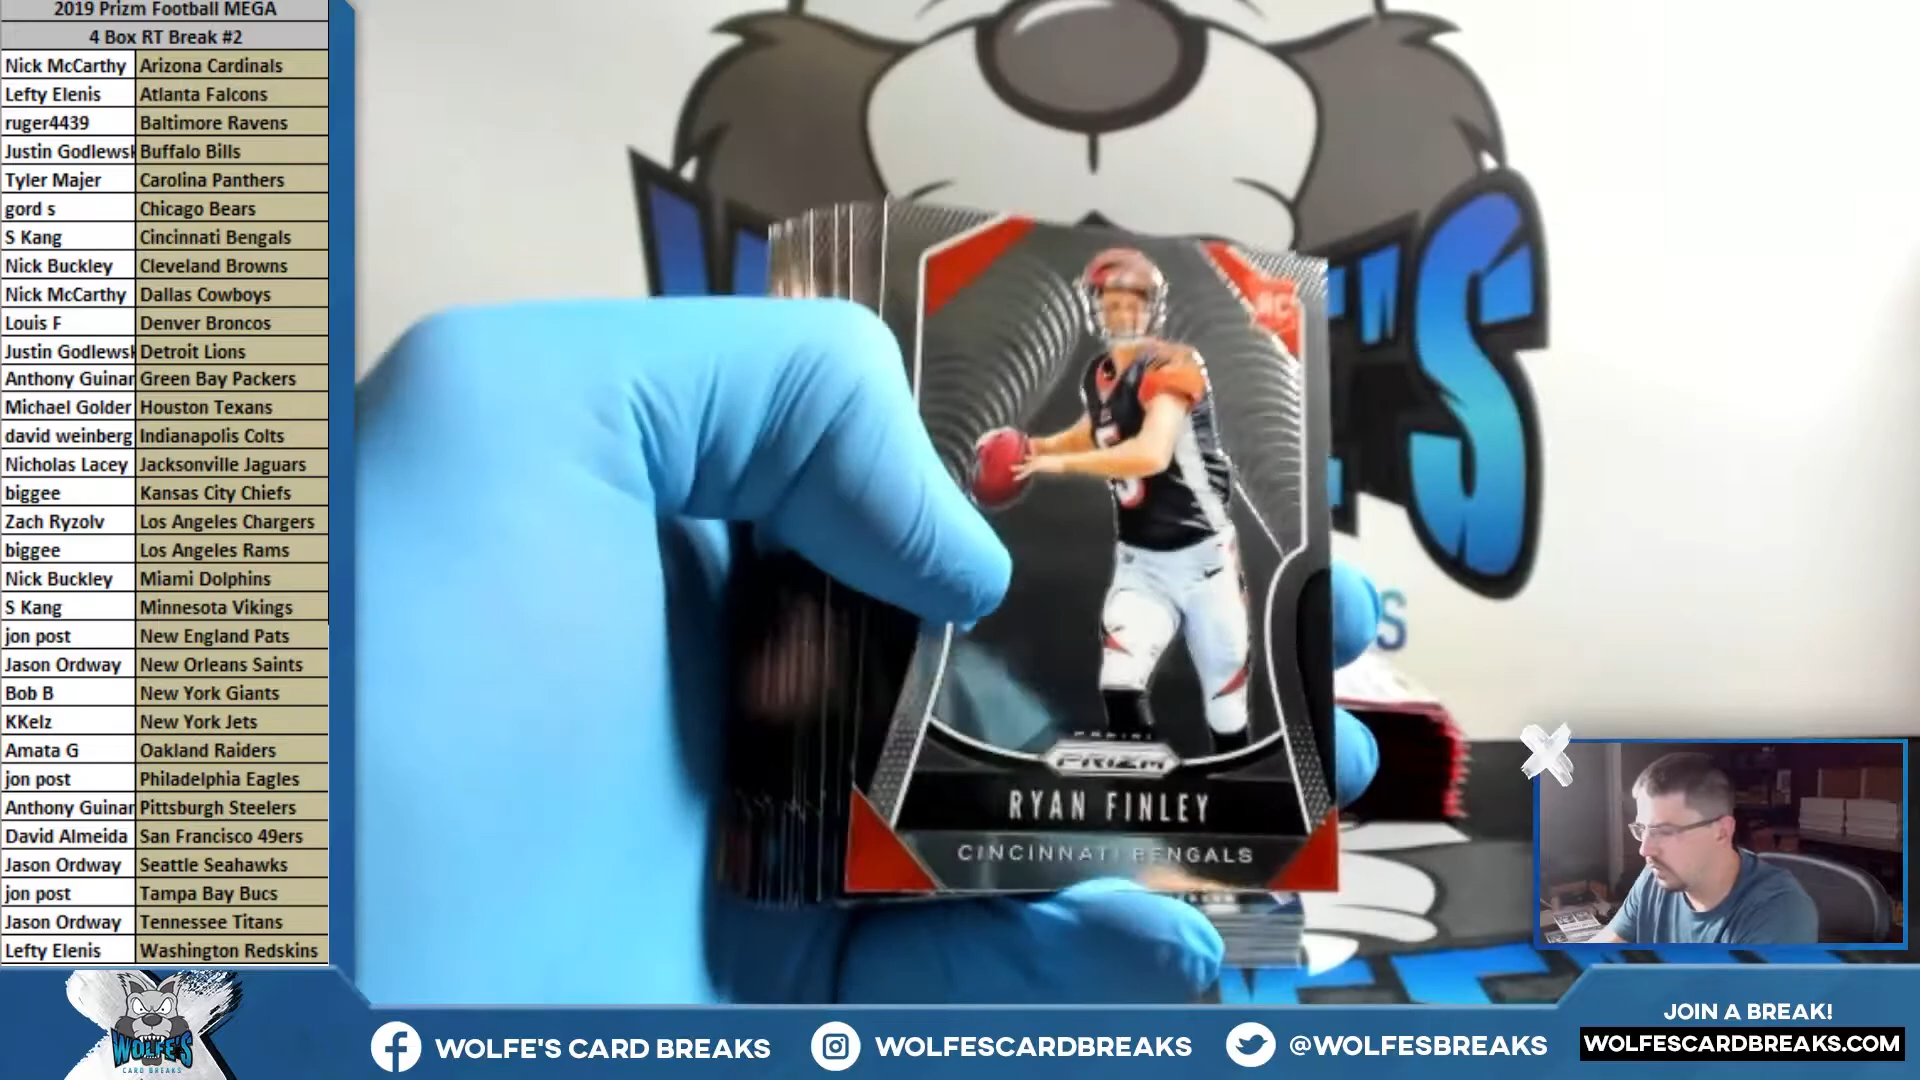 2019 Prizm Football MEGA
4 Box RT Break #2
Nick McCarthy Arizona Cardinals
Lefty Elenis Atlanta Falcons
ruger4439 Baltimore Ravens
Justin Godlewsk Buffalo Bills
Tyler Majer Carolina Panthers
gord s Chicago Bears
S Kang Cincinnati Bengals
Nick Buckley Cleveland Browns
Nick McCarthy Dallas Cowboys
Louis F Denver Broncos
Justin Godlewsk Detroit Lions
Anthony Guinar Green Bay Packers
Michael Golder Houston Texans
david weinberg Indianapolis Colts
Nicholas Lacey Jacksonville Jaguars
biggee Kansas City Chiefs
Zach Ryzolv Los Angeles Chargers
biggee Los Angeles Rams
Nick Buckley Miami Dolphins
S Kang Minnesota Vikings
jon post New England Pats
Jason Ordway New Orleans Saints
Bob B New York Giants
KKelz New York Jets
Amata G Oakland Raiders
jon post Philadelphia Eagles
Anthony Guinar Pittsburgh Steelers
David Almeida San Francisco 49ers
Jason Ordway Seattle Seahawks
jon post Tampa Bay Bucs
Jason Ordway Tennessee Titans
Lefty Elenis Washington Redskins
RC
PANINI
PRIZM
RYAN FINLEY
CINCINNATI BENGALS
WOLFE'S
CARD BREAKS
WOLFE'S CARD BREAKS
WOLFESCARDBREAKS
@WOLFESBREAKS
JOIN A BREAK!
WOLFESCARDBREAKS.COM